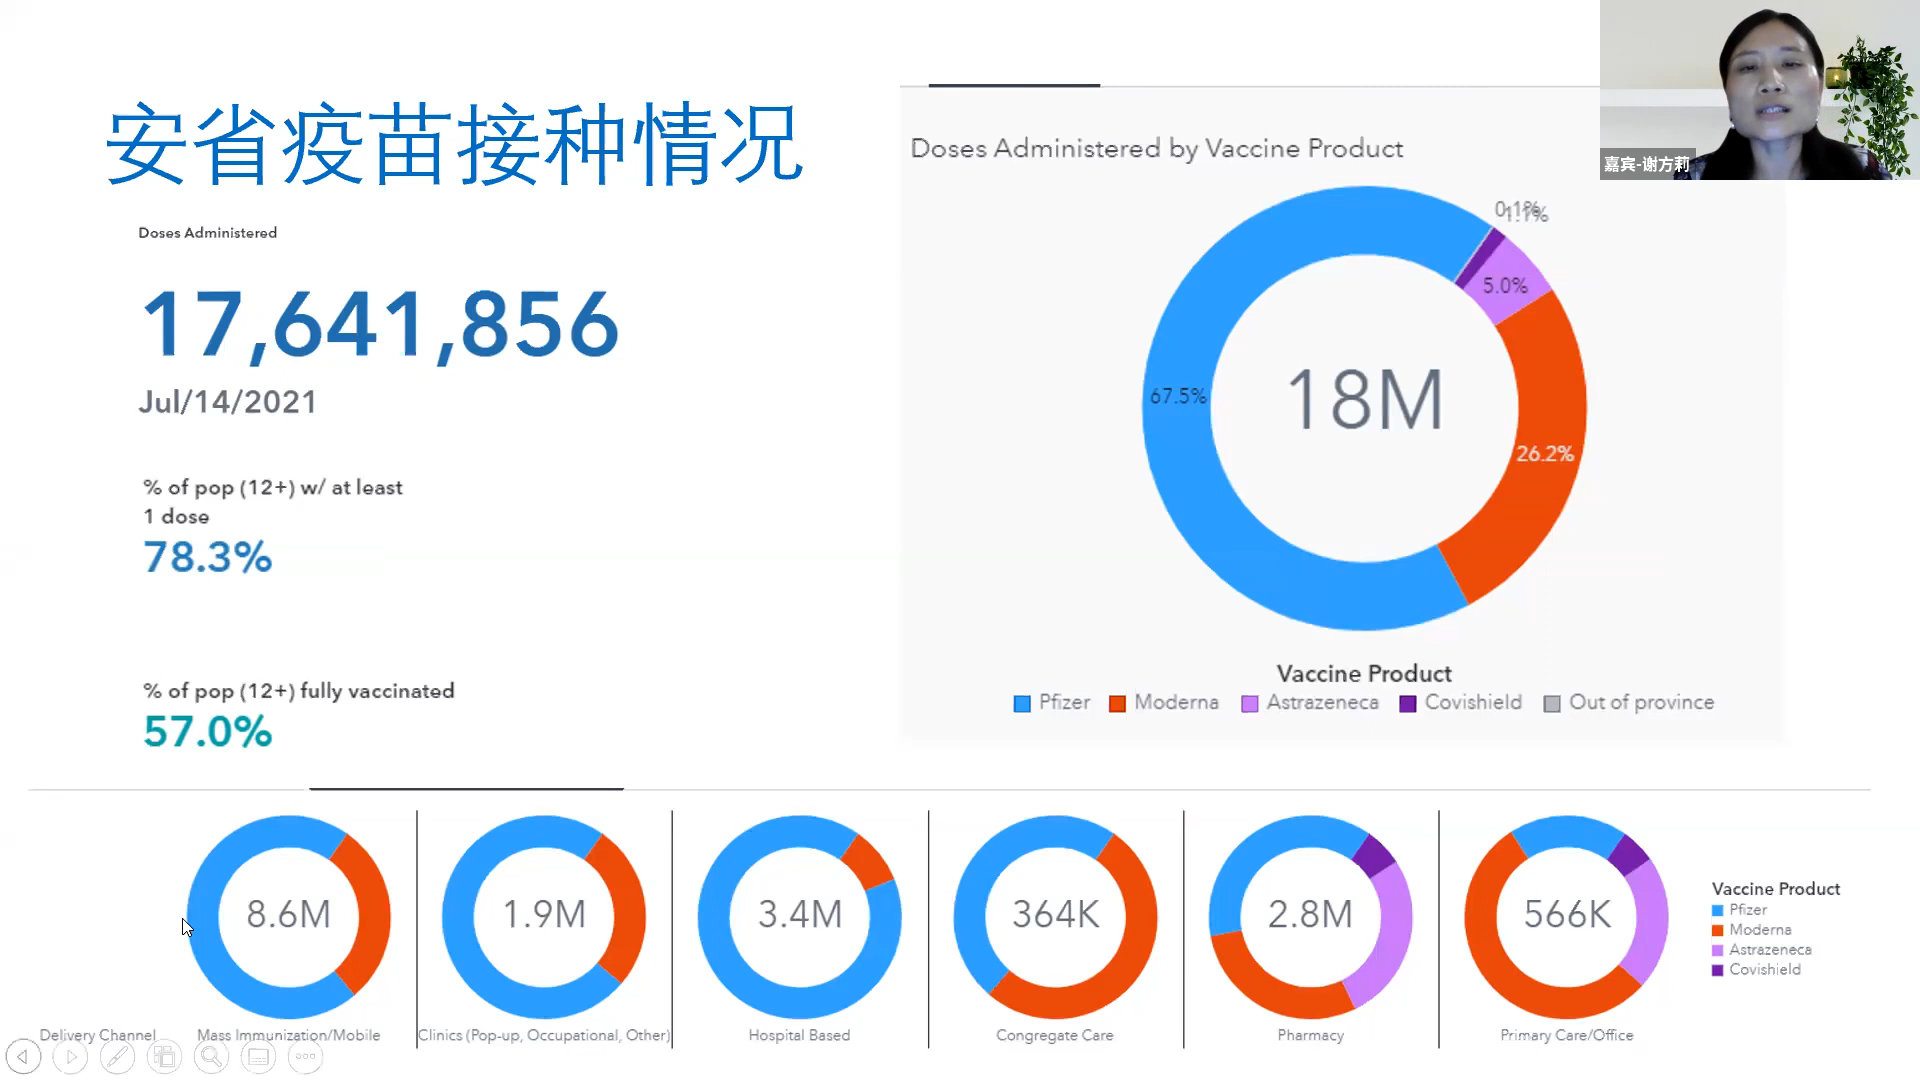 安省疫苗接种情况
Doses Administered
17,641,856
Jul/14/2021
% of pop (12+) w/ at least
1 dose
78.3%
% of pop (12+) fully vaccinated
57.0%
Doses Administered by Vaccine Product
0.1%
1.1%
5.0%
67.5%
18M
26.2%
Vaccine Product
Pfizer Moderna Astrazeneca Covishield Out of province
嘉宾-谢方莉
8.6M 1.9M 3.4M 364K 2.8M 566K
Delivery Channel Mass Immunization/Mobile Clinics (Pop-up, Occupational, Other) Hospital Based Congregate Care Pharmacy Primary Care/Office
Vaccine Product
Pfizer
Moderna
Astrazeneca
Covishield